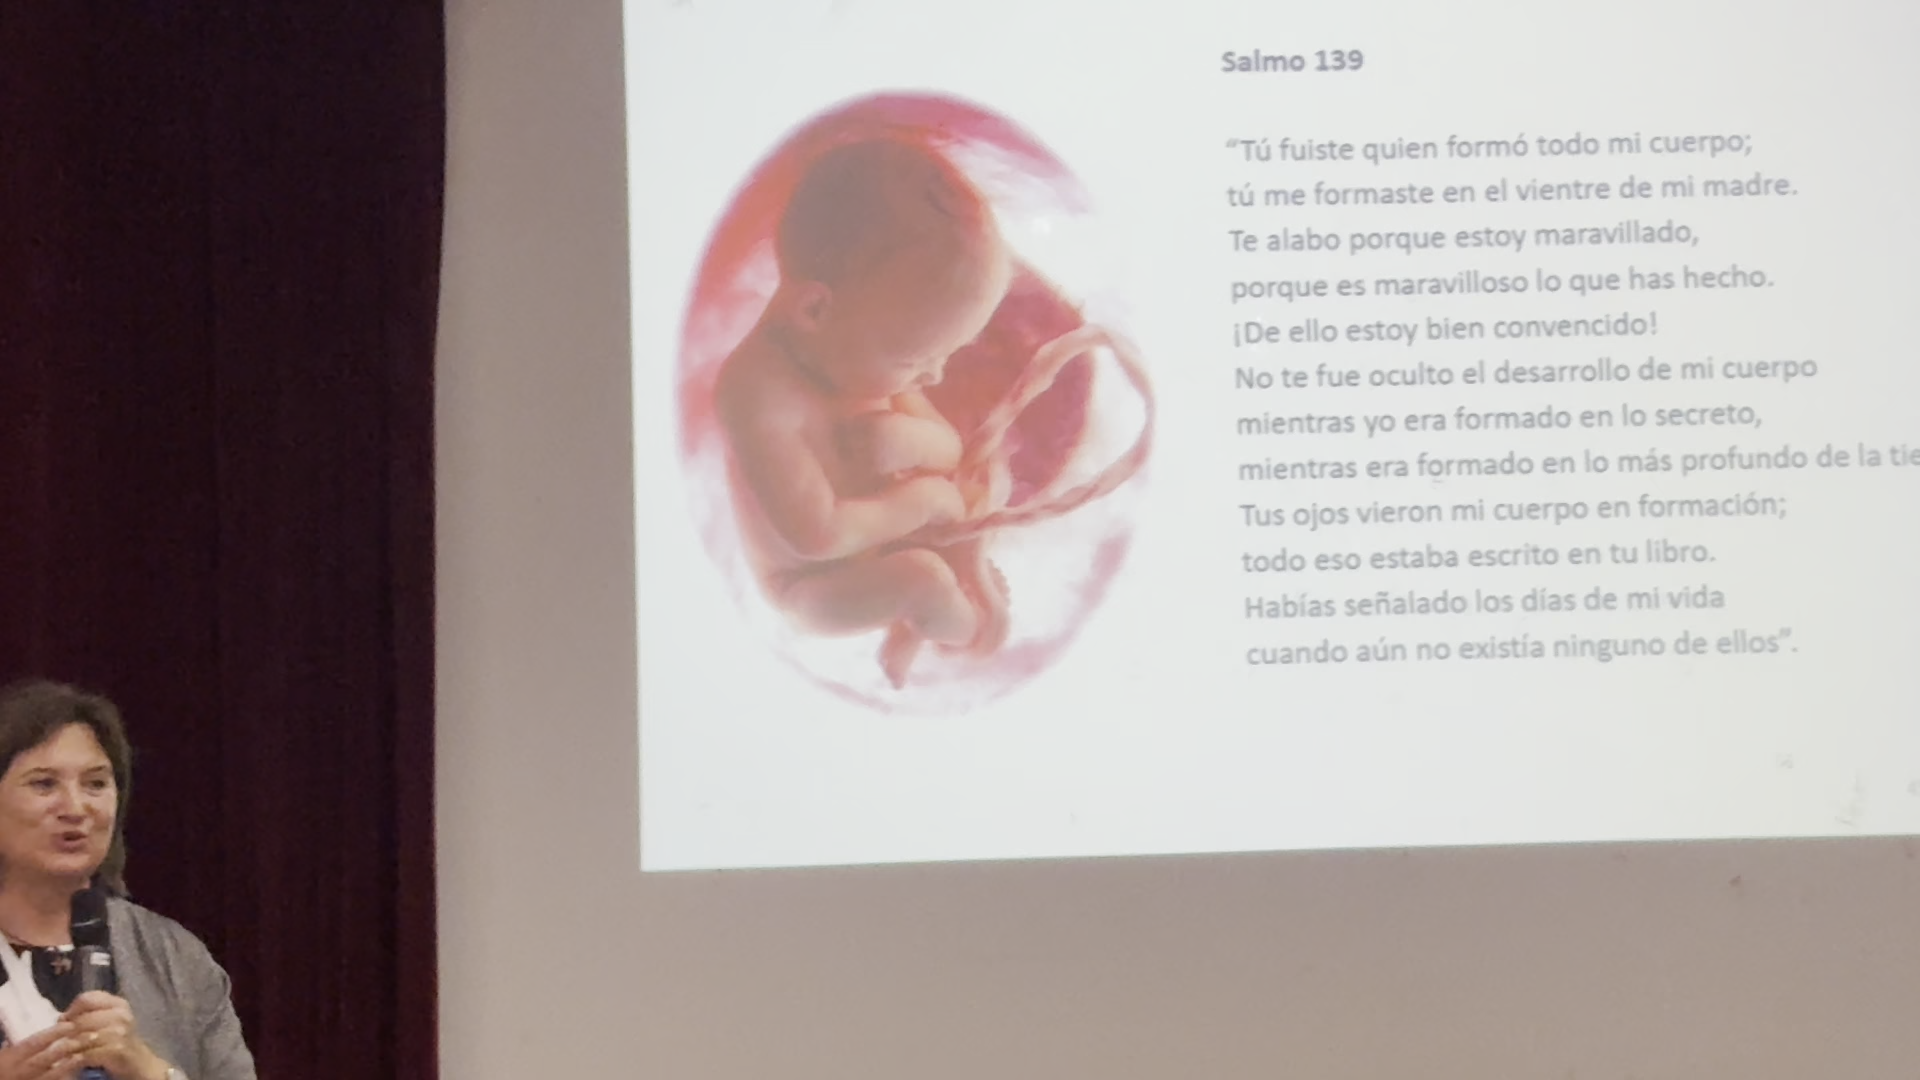 Salmo 139
“Tú fuiste quien formó todo mi cuerpo;
tú me formaste en el vientre de mi madre.
Te alabo porque estoy maravillado,
porque es maravilloso lo que has hecho.
¡De ello estoy bien convencido!
No te fue oculto el desarrollo de mi cuerpo
mientras yo era formado en lo secreto,
mientras era formado en lo más profundo de la tie
Tus ojos vieron mi cuerpo en formación;
todo eso estaba escrito en tu libro.
Habías señalado los días de mi vida
cuando aún no existía ninguno de ellos”.